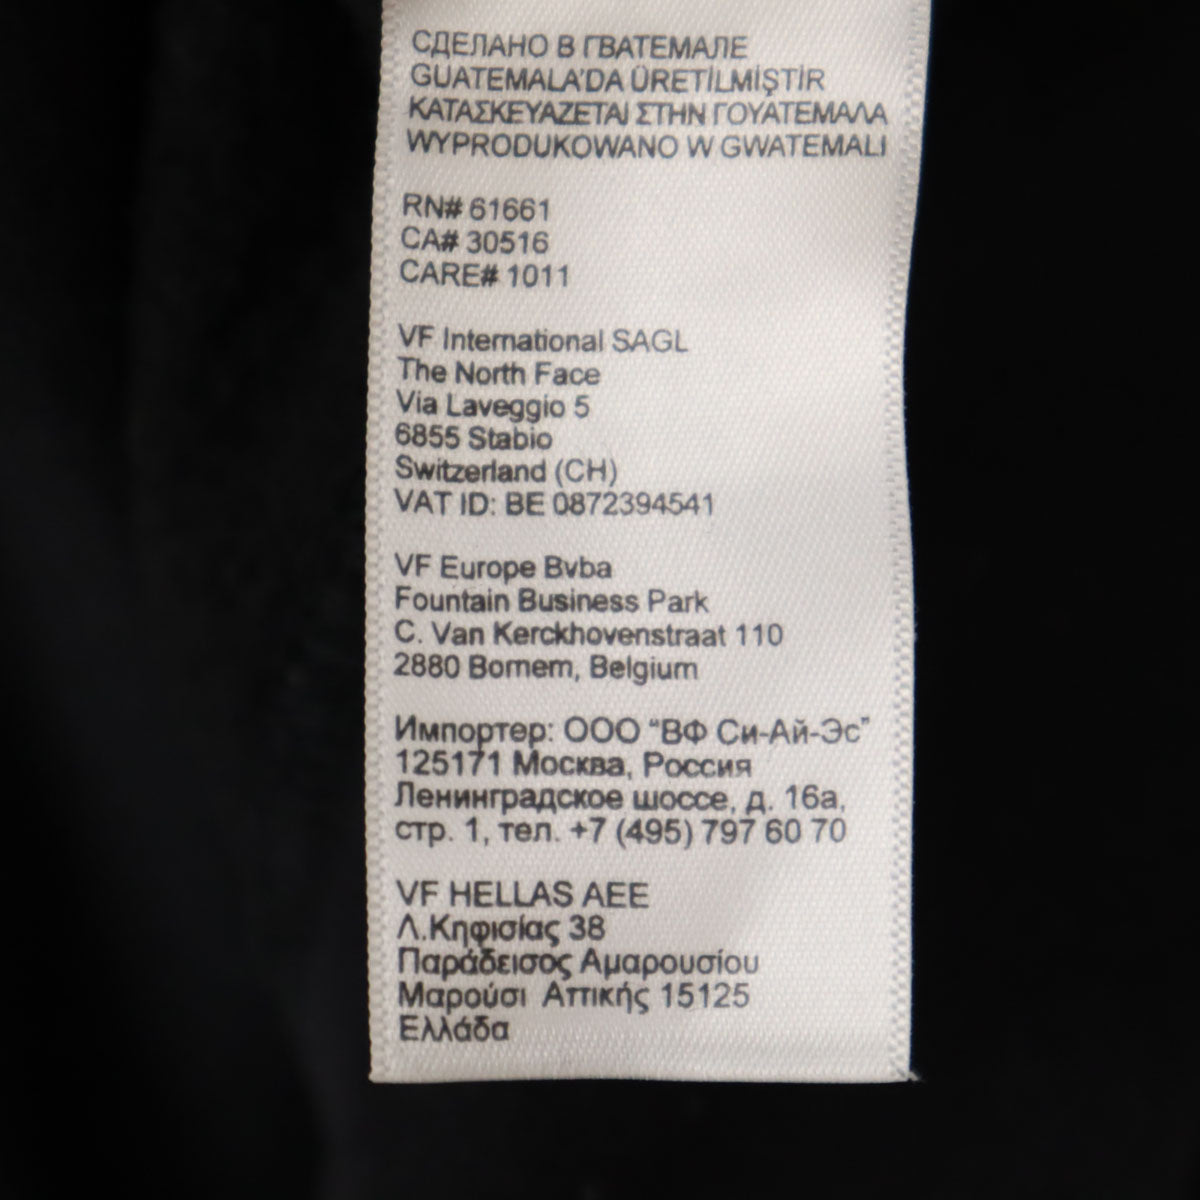 СДЕЛАНО В ГВАТЕМАЛЕ
GUATEMALA'DA ÜRETİLMİŞTİR
ΚΑΤΑΣΚΕΥΑΖΕΤΑΙ ΣΤΗΝ ΓΟΥΑΤΕΜΑΛΑ
WYPRODUKOWANO W GWATEMALI
RN# 61661
CA# 30516
CARE# 1011
VF International SAGL
The North Face
Via Laveggio 5
6855 Stabio
Switzerland (CH)
VAT ID: BE 0872394541
VF Europe Bvba
Fountain Business Park
C. Van Kerckhovenstraat 110
2880 Bornem, Belgium
Импортер: ООО “ВФ Си-Ай-Эс”
125171 Москва, Россия
Ленинградское шоссе, д. 16а,
стр. 1, тел. +7 (495) 797 60 70
VF HELLAS AEE
Λ.Κηφισίας 38
Παράδεισος Αμαρουσίου
Μαρούσι Αττικής 15125
Ελλάδα